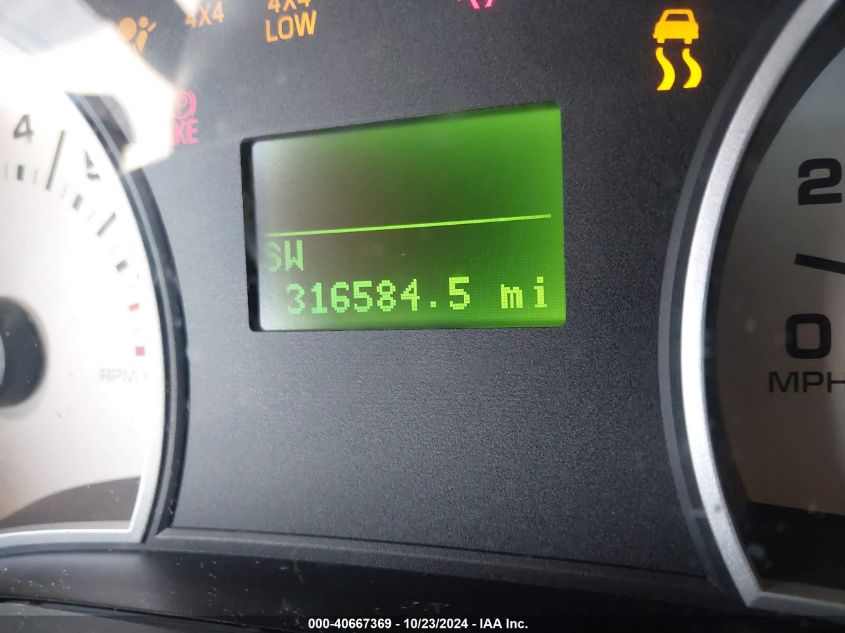 4X4
4X4
LOW
4
SW
316584.5 mi
RPM
2
0
MPH
000-40667369 - 10/23/2024 - IAA Inc.